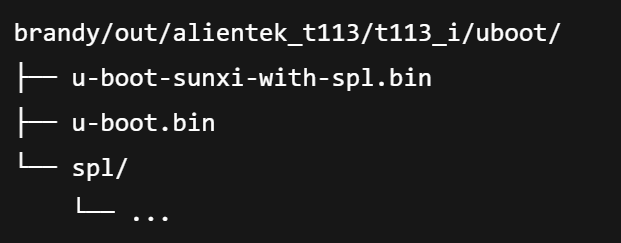 brandy/out/alientek_t113/t113_i/uboot/
├── u-boot-sunxi-with-spl.bin
├── u-boot.bin
└── spl/
    └── ...